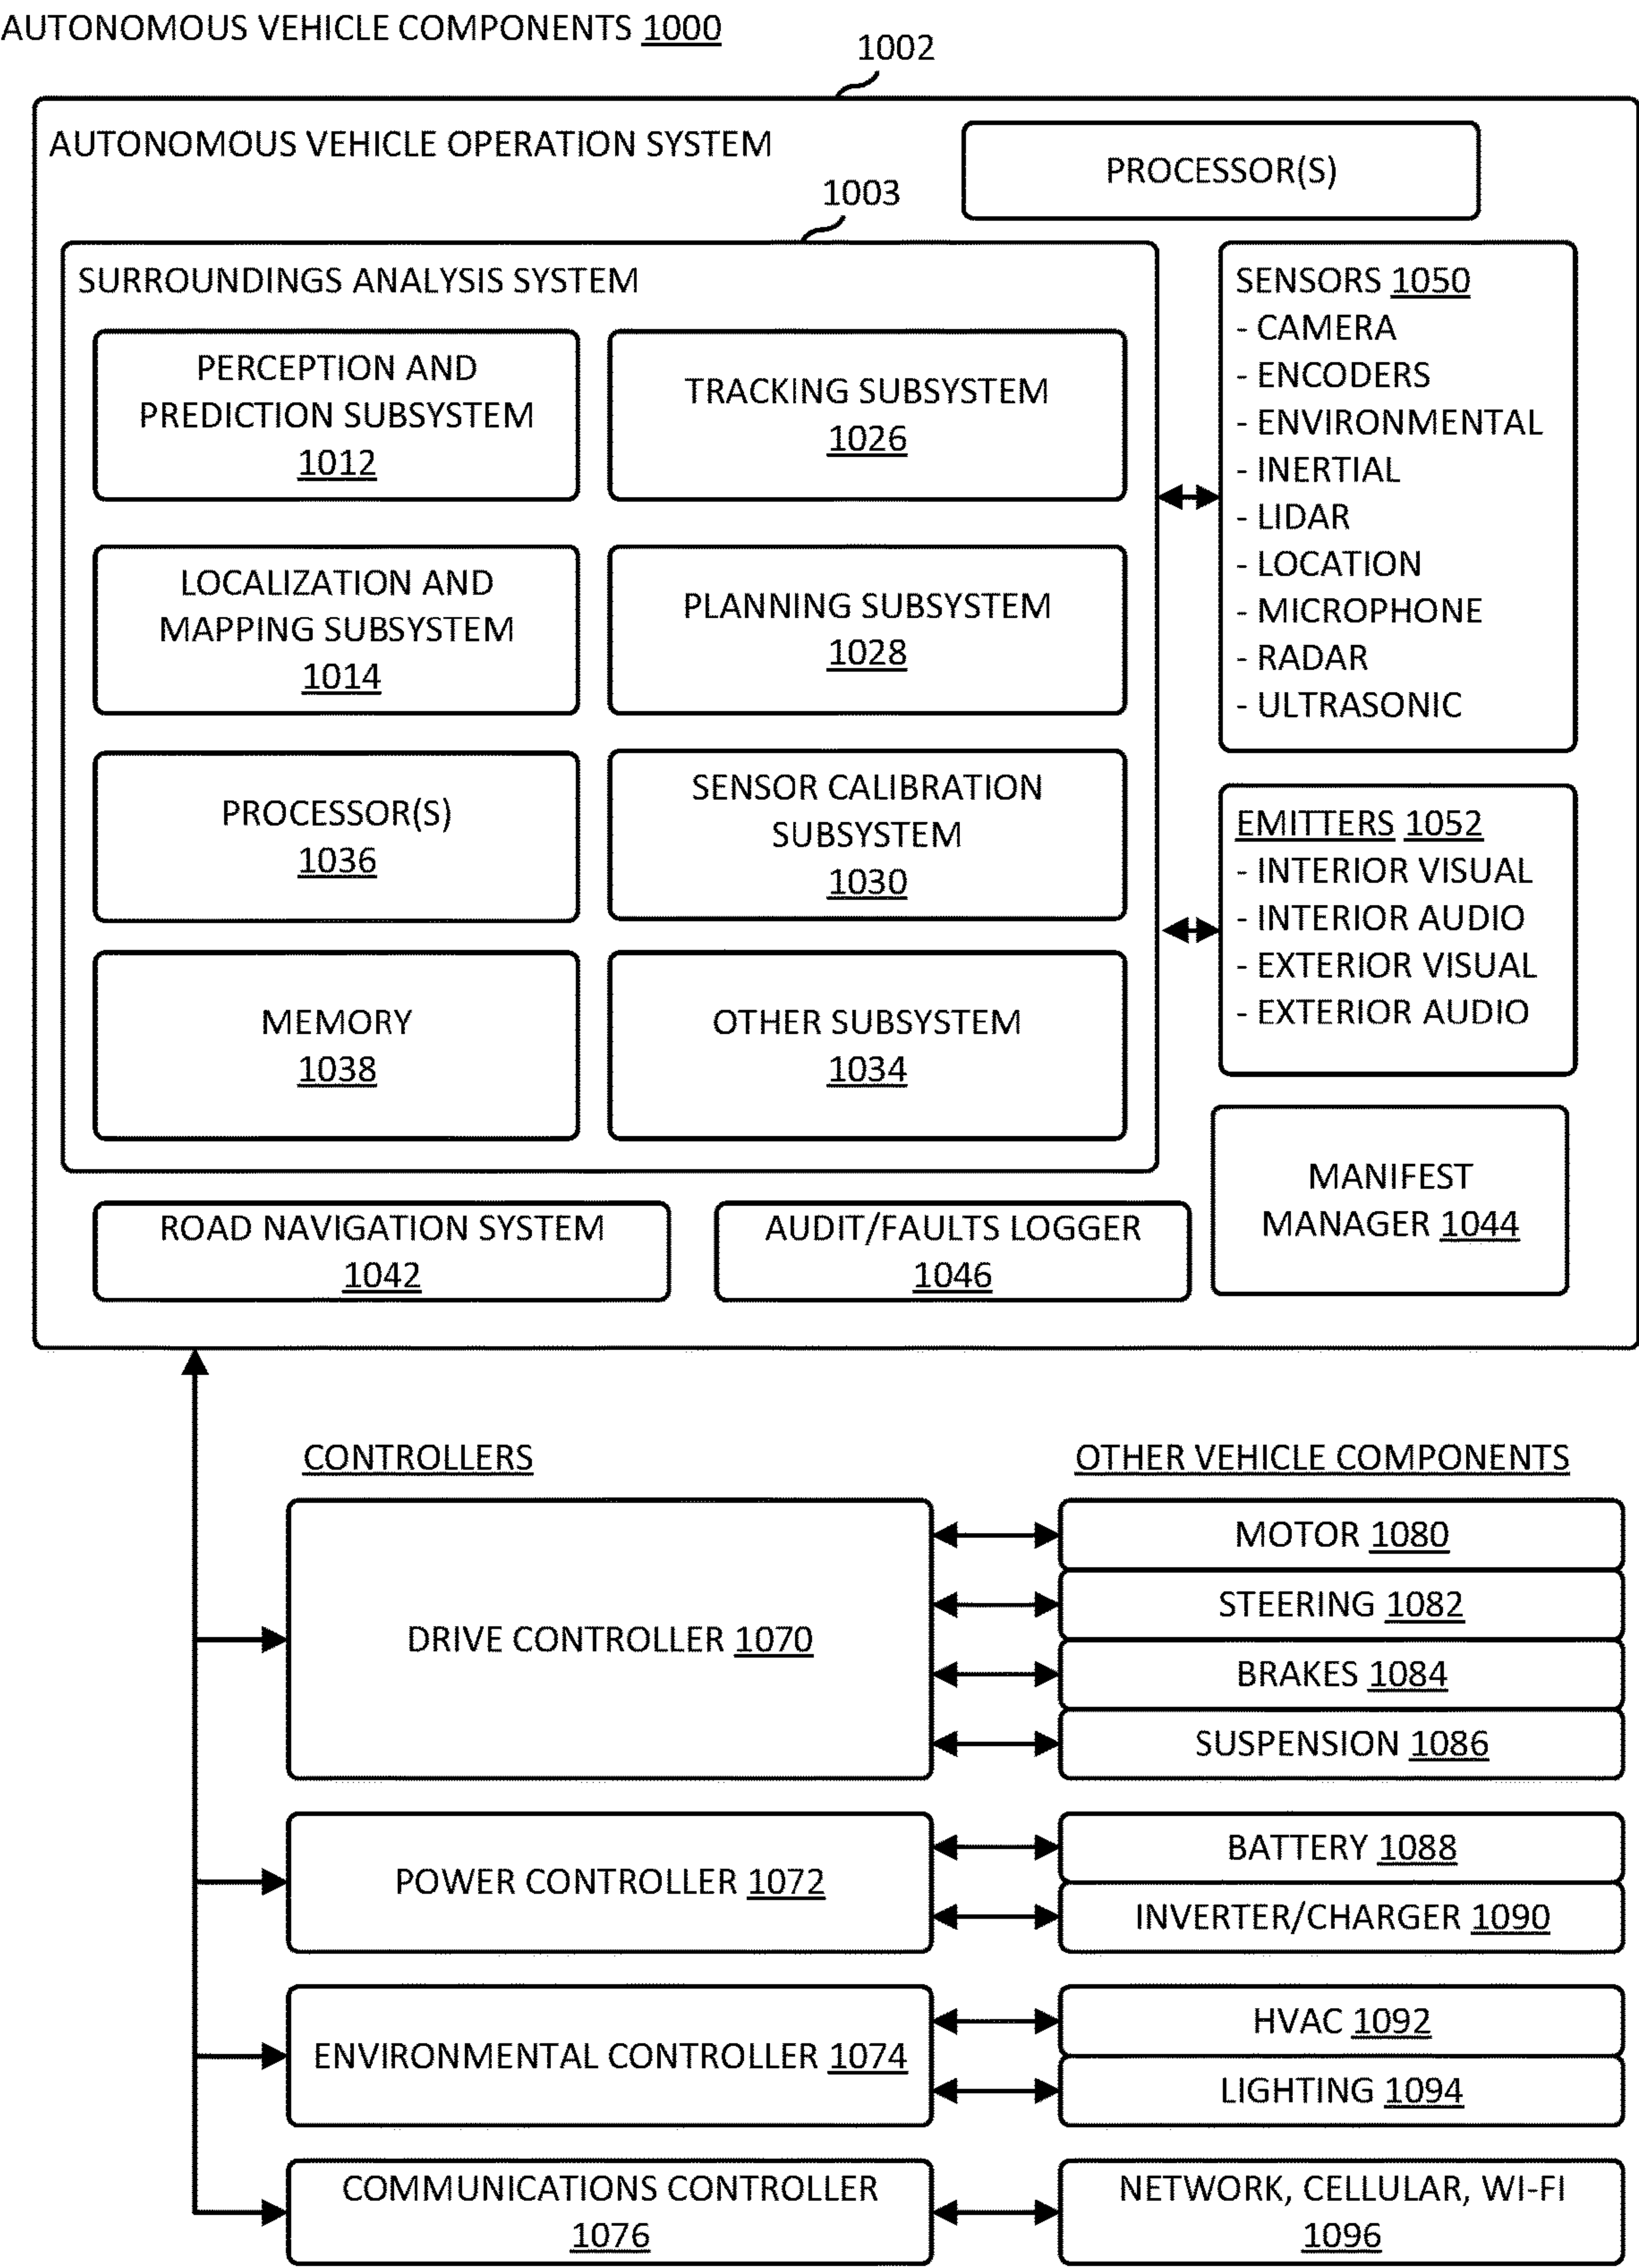 AUTONOMOUS VEHICLE COMPONENTS 1000
1002
AUTONOMOUS VEHICLE OPERATION SYSTEM
PROCESSOR(S)
1003
SURROUNDINGS ANALYSIS SYSTEM
PERCEPTION AND
PREDICTION SUBSYSTEM
1012
TRACKING SUBSYSTEM
1026
LOCALIZATION AND
MAPPING SUBSYSTEM
1014
PLANNING SUBSYSTEM
1028
PROCESSOR(S)
1036
SENSOR CALIBRATION
SUBSYSTEM
1030
MEMORY
1038
OTHER SUBSYSTEM
1034
SENSORS 1050
- CAMERA
- ENCODERS
- ENVIRONMENTAL
- INERTIAL
- LIDAR
- LOCATION
- MICROPHONE
- RADAR
- ULTRASONIC
EMITTERS 1052
- INTERIOR VISUAL
- INTERIOR AUDIO
- EXTERIOR VISUAL
- EXTERIOR AUDIO
MANIFEST
MANAGER 1044
ROAD NAVIGATION SYSTEM
1042
AUDIT/FAULTS LOGGER
1046
CONTROLLERS
OTHER VEHICLE COMPONENTS
DRIVE CONTROLLER 1070
MOTOR 1080
STEERING 1082
BRAKES 1084
SUSPENSION 1086
POWER CONTROLLER 1072
BATTERY 1088
INVERTER/CHARGER 1090
ENVIRONMENTAL CONTROLLER 1074
HVAC 1092
LIGHTING 1094
COMMUNICATIONS CONTROLLER
1076
NETWORK, CELLULAR, WI-FI
1096